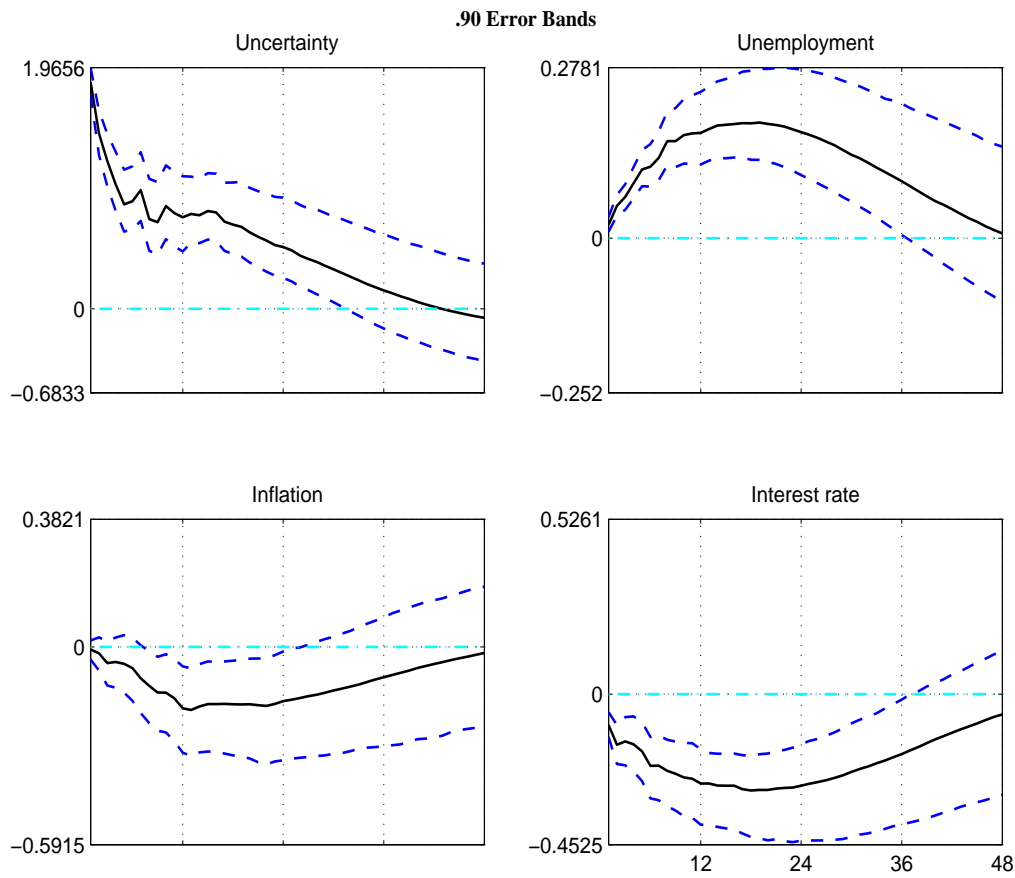 .90 Error Bands
Uncertainty
1.9656
0
−0.6833
Unemployment
0.2781
0
−0.252
Inflation
0.3821
0
−0.5915
Interest rate
0.5261
0
−0.4525
12 24 36 48